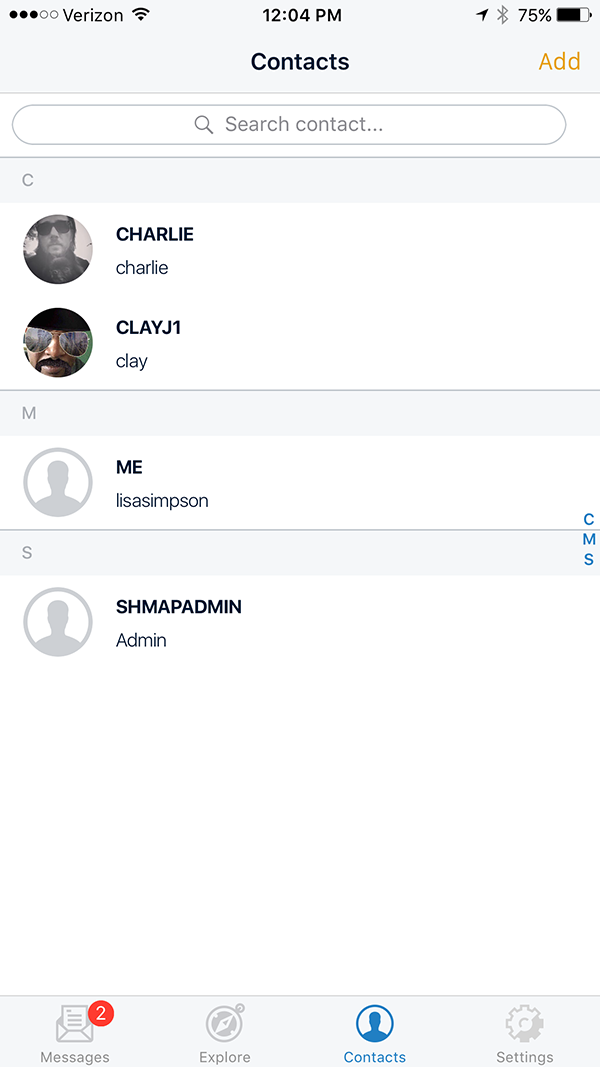 Verizon 12:04 PM 75%
Contacts Add
Search contact...
C
CHARLIE
charlie
CLAYJ1
clay
M
ME
lisasimpson
C
M
S
S
SHMAPADMIN
Admin
2
Messages Explore Contacts Settings